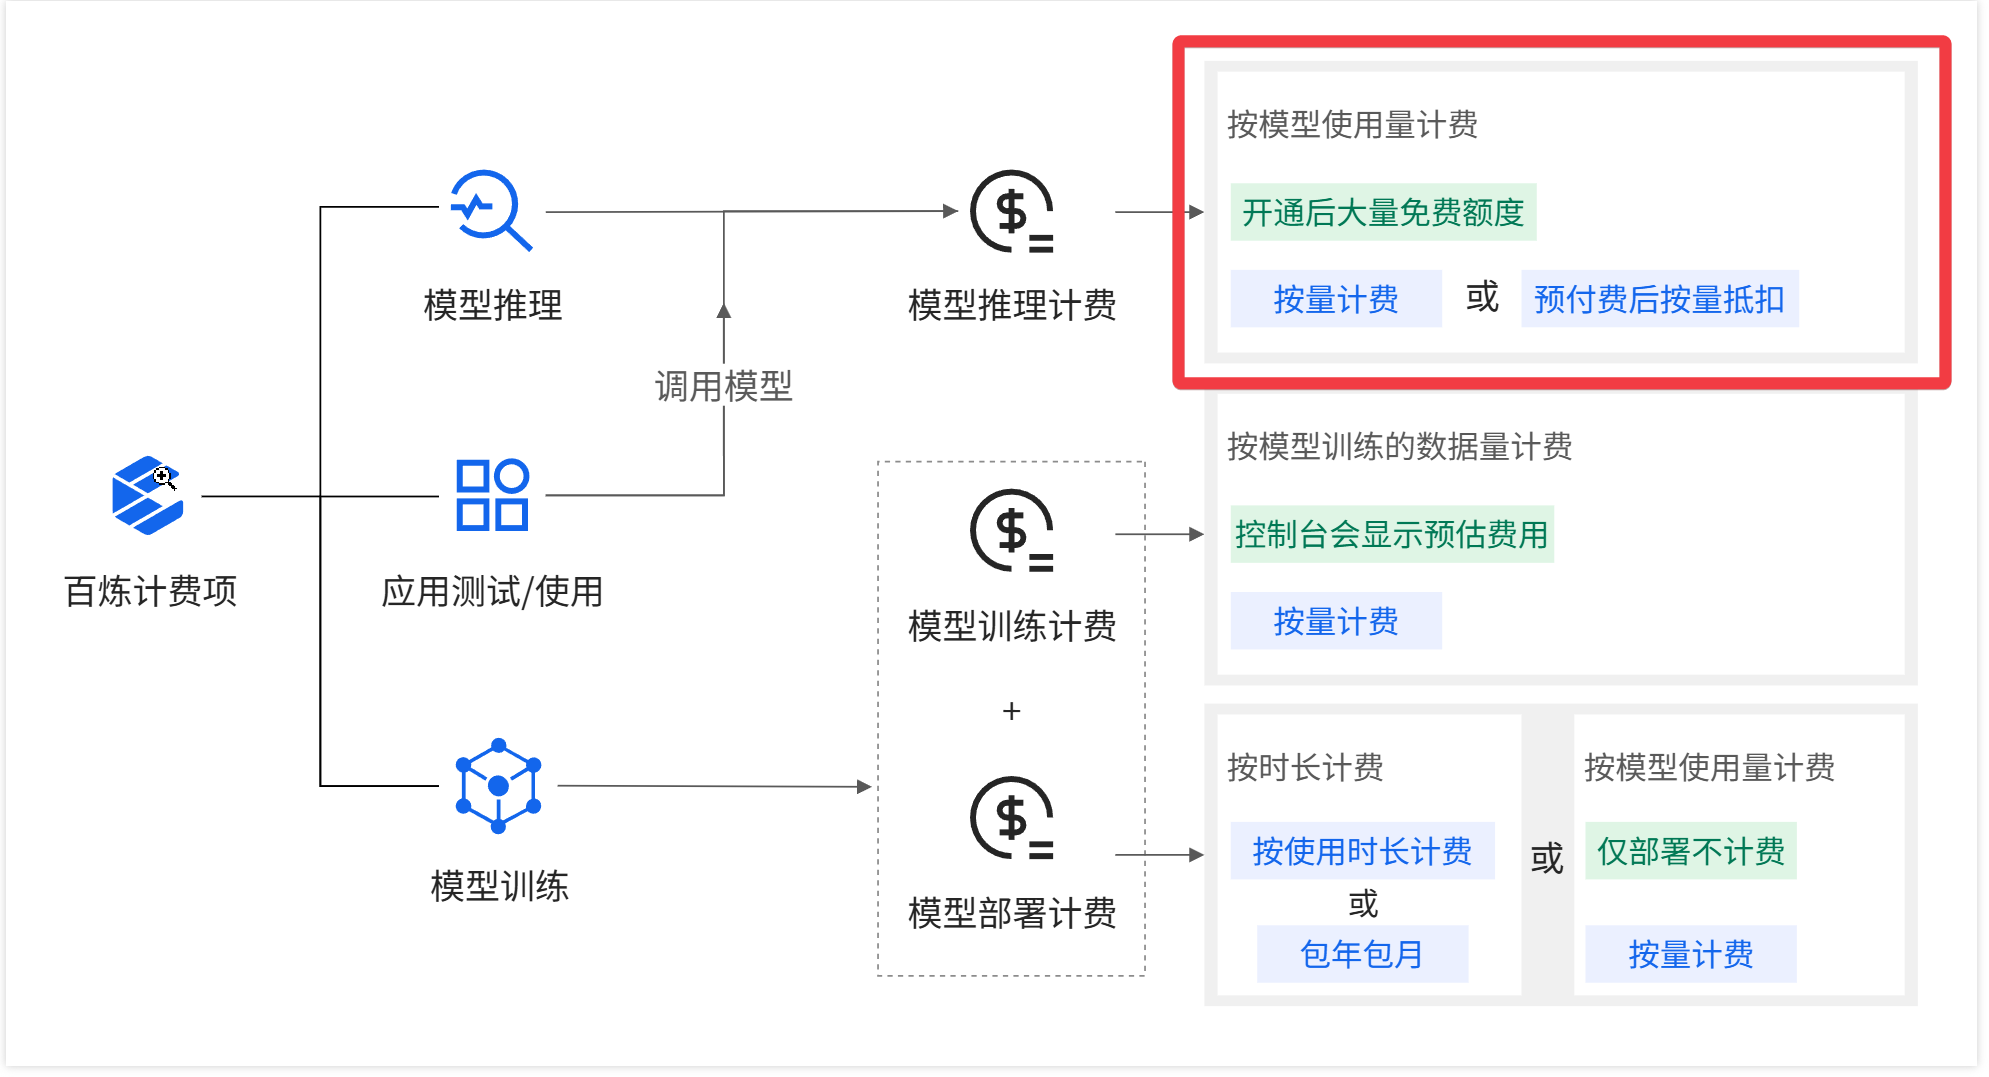 按模型使用量计费
开通后大量免费额度
按量计费 或 预付费后按量抵扣
模型推理
模型推理计费
调用模型
按模型训练的数据量计费
控制台会显示预估费用
按量计费
百炼计费项
应用测试/使用
模型训练计费
+
模型训练
模型部署计费
按时长计费
按使用时长计费
或
包年包月
或
按模型使用量计费
仅部署不计费
按量计费